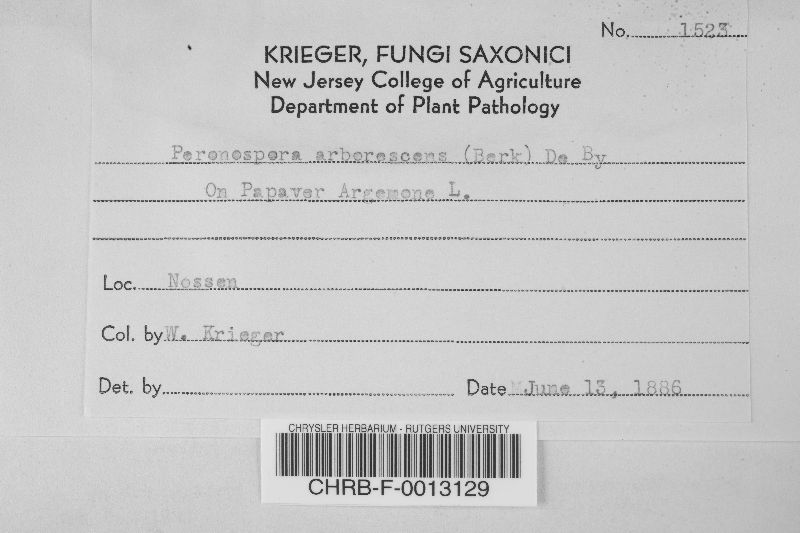 No. 1523
KRIEGER, FUNGI SAXONICI
New Jersey College of Agriculture
Department of Plant Pathology
Peronospora arborescens (Berk) De By
On Papaver Argemone L.
Loc. Nossen
Col. by W. Krieger
Det. by
Date June 13, 1886
CHRYSLER HERBARIUM - RUTGERS UNIVERSITY
CHRB-F-0013129